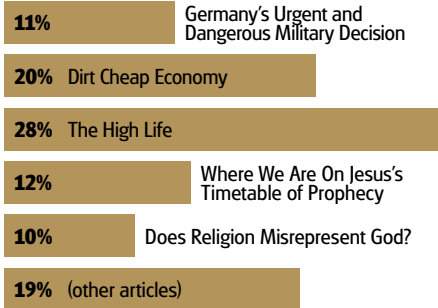 11% Germany’s Urgent and
Dangerous Military Decision
20% Dirt Cheap Economy
28% The High Life
12% Where We Are On Jesus’s
Timetable of Prophecy
10% Does Religion Misrepresent God?
19% (other articles)